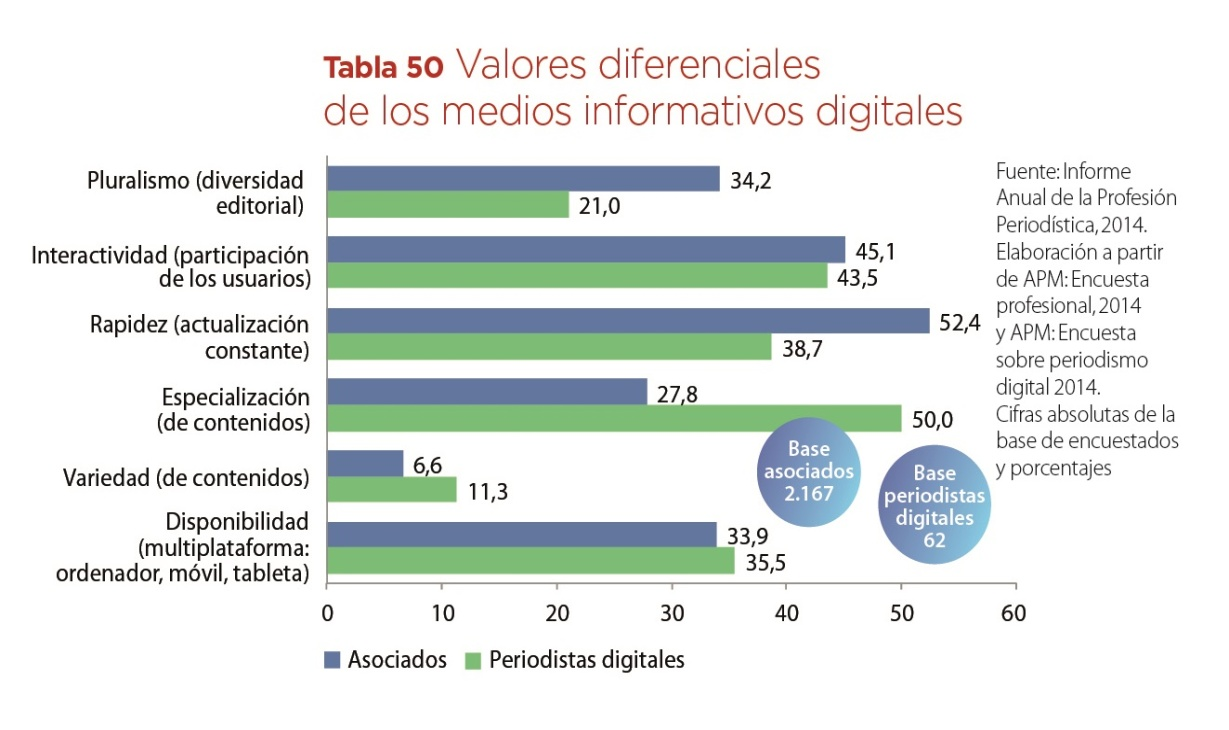 Tabla 50 Valores diferenciales
de los medios informativos digitales
Pluralismo (diversidad
editorial)
34,2
21,0
Interactividad (participación
de los usuarios)
45,1
43,5
Rapidez (actualización
constante)
52,4
38,7
Especialización
(de contenidos)
27,8
50,0
Variedad (de contenidos)
6,6
11,3
Disponibilidad
(multiplataforma:
ordenador, móvil, tableta)
33,9
35,5
0 10 20 30 40 50 60
Asociados Periodistas digitales
Base
asociados
2.167
Base
periodistas
digitales
62
Fuente: Informe
Anual de la Profesión
Periodística, 2014.
Elaboración a partir
de APM: Encuesta
profesional, 2014
y APM: Encuesta
sobre periodismo
digital 2014.
Cifras absolutas de la
base de encuestados
y porcentajes